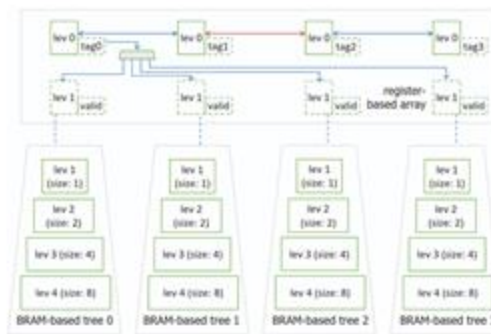 lev 0 lev 0 lev 0 lev 0
tag0 tag1 tag2 tag3
lev 1 lev 1 lev 1 register-
based array lev 1
valid valid valid valid
lev 1 lev 1 lev 1 lev 1
(size: 1) (size: 1) (size: 1) (size: 1)
lev 2 lev 2 lev 2 lev 2
(size: 2) (size: 2) (size: 2) (size: 2)
lev 3 (size: 4) lev 3 (size: 4) lev 3 (size: 4) lev 3 (size: 4)
lev 4 (size: 8) lev 4 (size: 8) lev 4 (size: 8) lev 4 (size: 8)
BRAM-based tree 0 BRAM-based tree 1 BRAM-based tree 2 BRAM-based tree